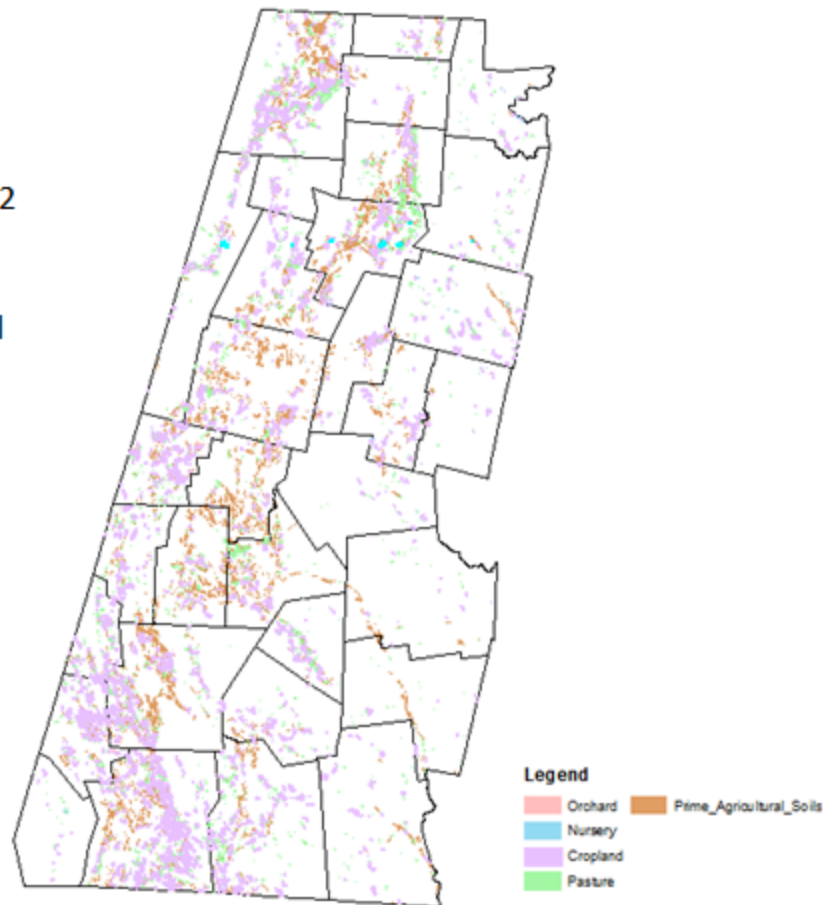 2
Legend
Orchard
Prime_Agricultural_Soils
Nursery
Cropland
Pasture